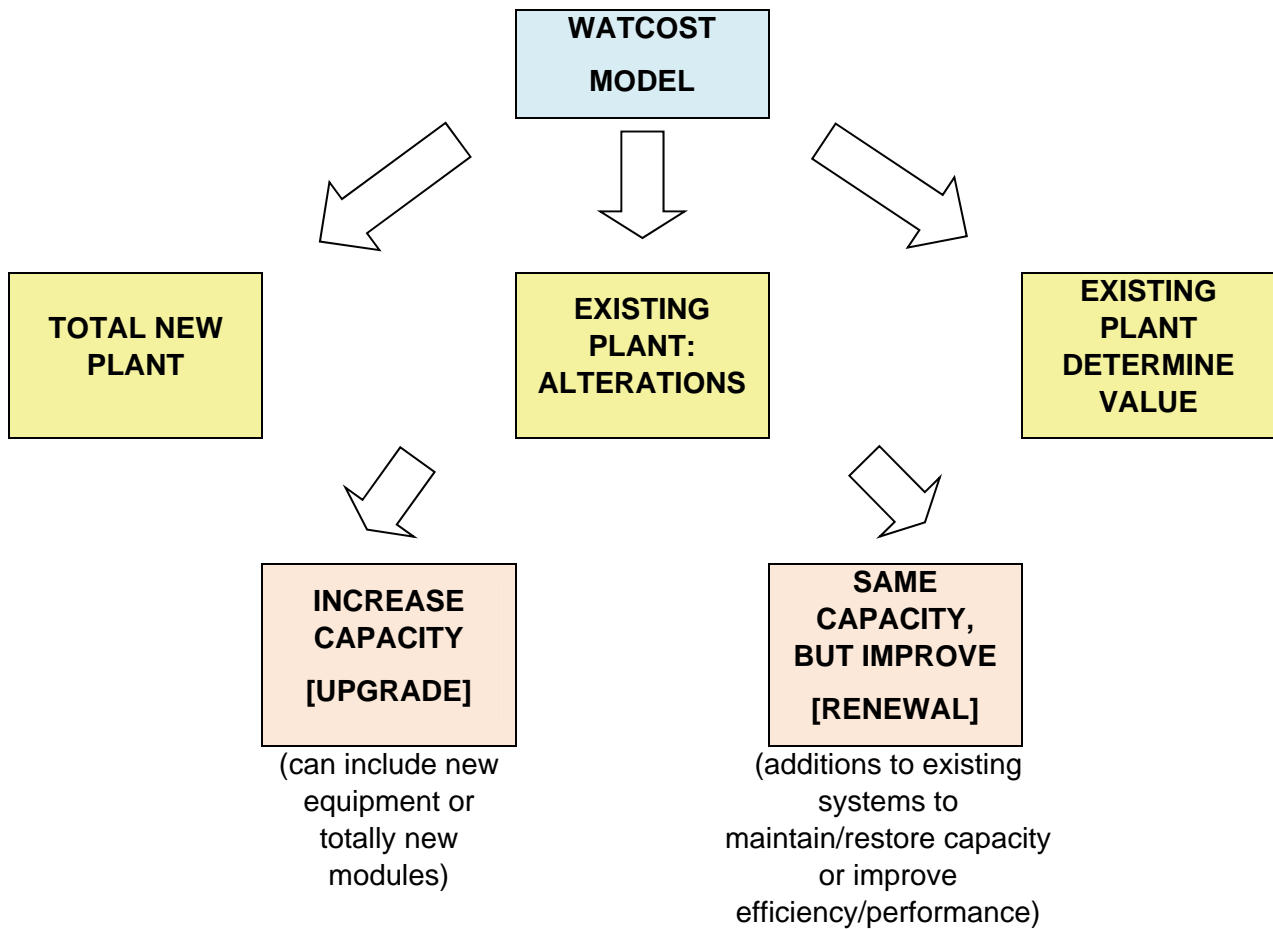 WATCOST
MODEL
TOTAL NEW
PLANT
EXISTING
PLANT:
ALTERATIONS
EXISTING
PLANT
DETERMINE
VALUE
INCREASE
CAPACITY
[UPGRADE]
(can include new
equipment or
totally new
modules)
SAME
CAPACITY,
BUT IMPROVE
[RENEWAL]
(additions to existing
systems to
maintain/restore capacity
or improve
efficiency/performance)